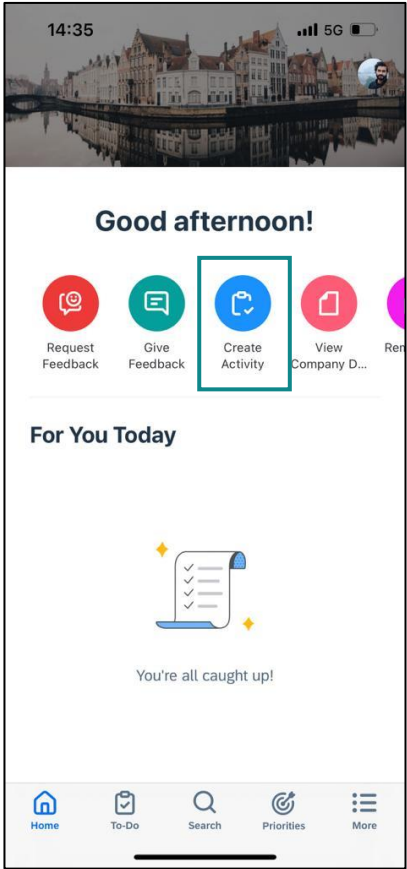 14:35
5G
Good afternoon!
Request Feedback
Give Feedback
Create Activity
View Company D...
Ren
For You Today
You're all caught up!
Home
To-Do
Search
Priorities
More